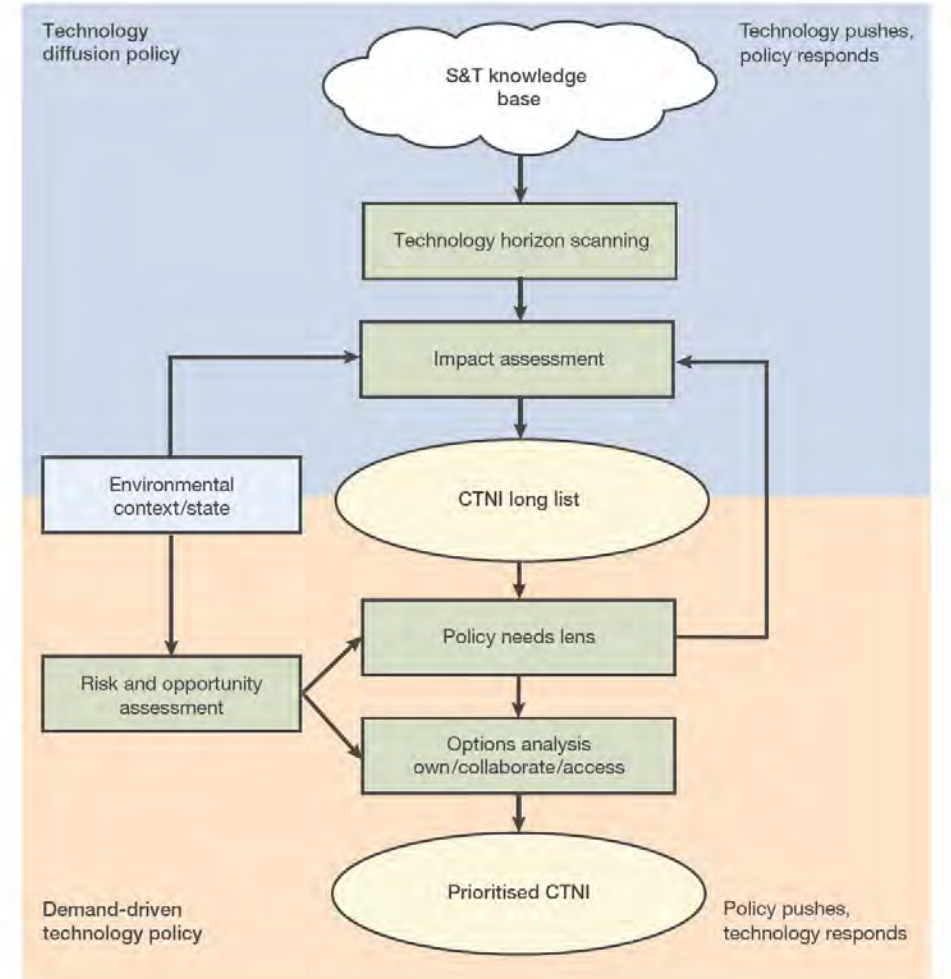 Technology
diffusion policy
Technology pushes,
policy responds
S&T knowledge
base
Technology horizon scanning
Impact assessment
Environmental
context/state
CTNI long list
Policy needs lens
Risk and opportunity
assessment
Options analysis
own/collaborate/access
Prioritised CTNI
Demand-driven
technology policy
Policy pushes,
technology responds